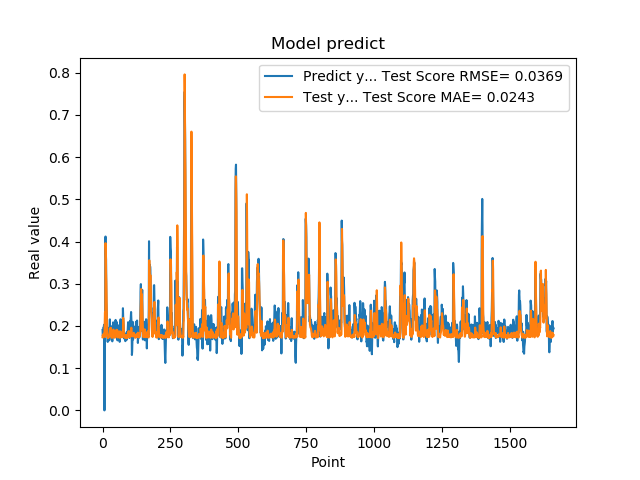 Model predict
Predict y... Test Score RMSE= 0.0369
Test y... Test Score MAE= 0.0243
Real value
0.8
0.7
0.6
0.5
0.4
0.3
0.2
0.1
0.0
0 250 500 750 1000 1250 1500
Point